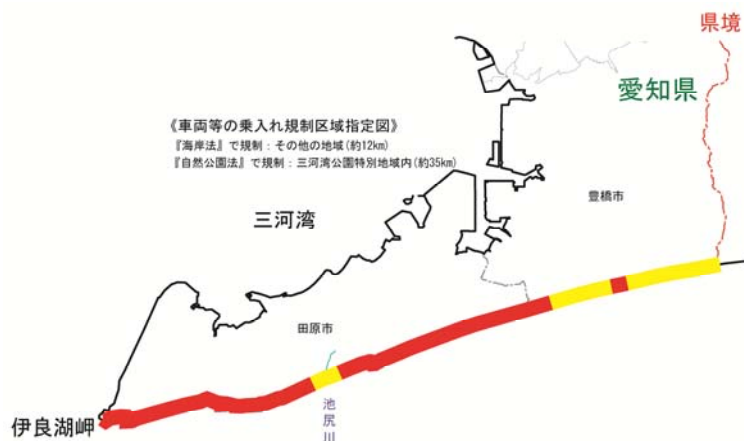 県境
愛知県
《車両等の乗入れ規制区域指定図》
『海岸法』で規制：その他の地域(約12km)
『自然公園法』で規制：三河湾公園特別地域内(約35km)
豊橋市
三河湾
田原市
伊良湖岬
池尻川